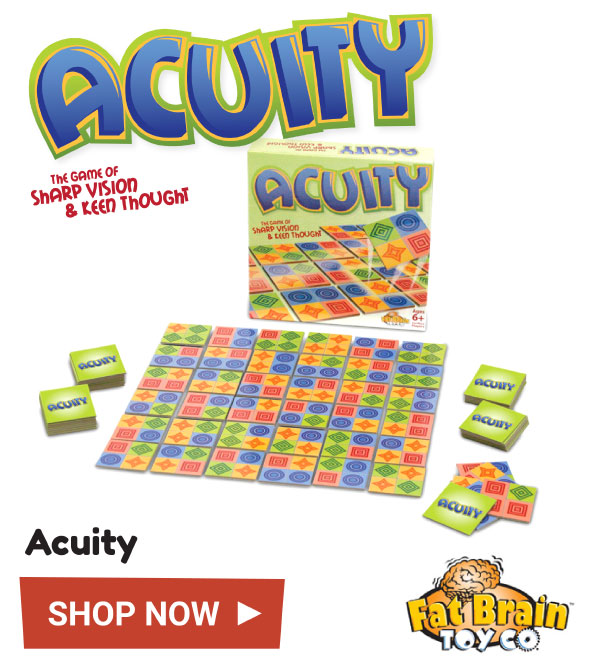 ACUITY
THE GAME OF
SHARP VISION
& KEEN THOUGHT
ACUITY
THE GAME OF
SHARP VISION
& KEEN THOUGHT
Ages
6+
ACUITY
ACUITY
ACUITY
ACUITY
ACUITY
Acuity
SHOP NOW
Fat Brain
TOY CO.